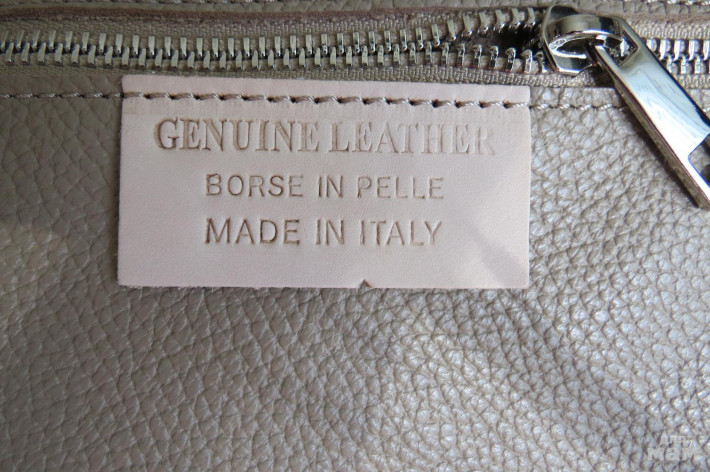 GENUINE LEATHER
BORSE IN PELLE
MADE IN ITALY